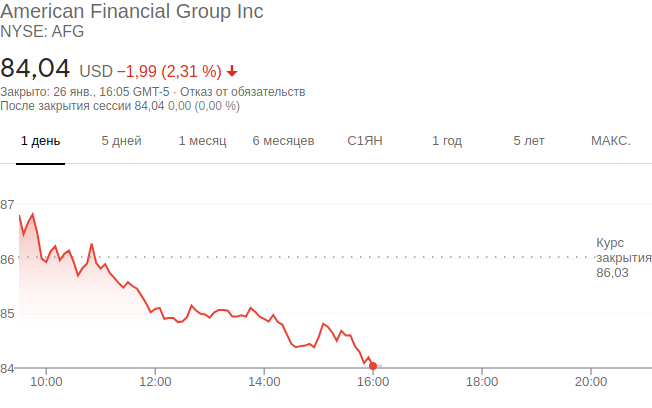 American Financial Group Inc
NYSE: AFG
84,04 USD −1,99 (2,31 %)
Закрыто: 26 янв., 16:05 GMT-5 · Отказ от обязательств
После закрытия сессии 84,04 0,00 (0,00 %)
1 день 5 дней 1 месяц 6 месяцев С1ЯН 1 год 5 лет МАКС.
87
Курс
86 закрытия
86,03
85
84
10:00 12:00 14:00 16:00 18:00 20:00